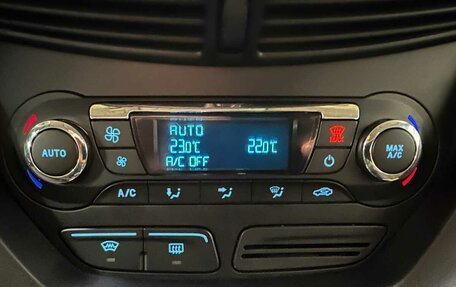 AUTO
23.0°C 22.0°C
A/C OFF
AUTO
MAX A/C
A/C